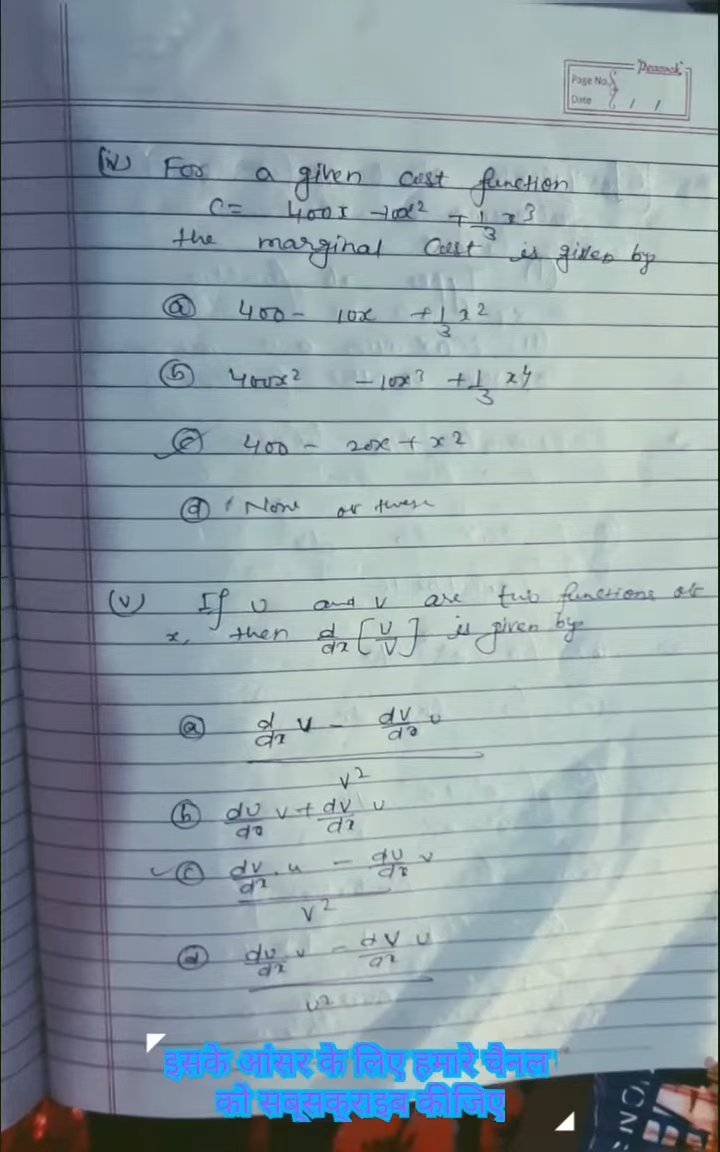 Peacock
Page No.
Date / /
(iv) For a given cost function
C = 400x - 10x² + 1/3 x³
the marginal cost is given by
(a) 400 - 10x + 1/3 x²
(b) 400x² - 10x³ + 1/3 x⁴
(c) 400 - 20x + x²
(d) None of these
(v) If U and V are two functions of
x, then d/dx [U/V] is given by
(a) d/dx V - dV/dx U
V²
(b) dU/dx V + dV/dx U
(c) dV/dx . u - dU/dx V
V²
(d) dU/dx V - dV/dx U
इसके आंसर के लिए हमारे चैनल
को सब्सक्राइब कीजिए